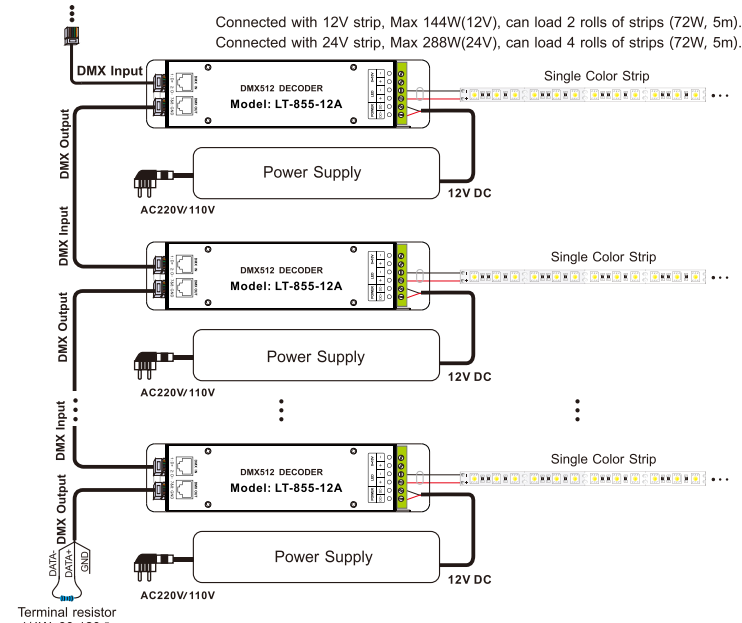 Connected with 12V strip, Max 144W(12V), can load 2 rolls of strips (72W, 5m).
Connected with 24V strip, Max 288W(24V), can load 4 rolls of strips (72W, 5m).
DMX Input
DMX512 DECODER
Model: LT-855-12A
Single Color Strip
DMX Output
Power Supply
12V DC
AC220V/110V
DMX Input
DMX512 DECODER
Model: LT-855-12A
Single Color Strip
DMX Output
Power Supply
12V DC
AC220V/110V
DMX Input
DMX512 DECODER
Model: LT-855-12A
Single Color Strip
DMX Output
Power Supply
12V DC
AC220V/110V
DATA-
DATA+
GND
Terminal resistor